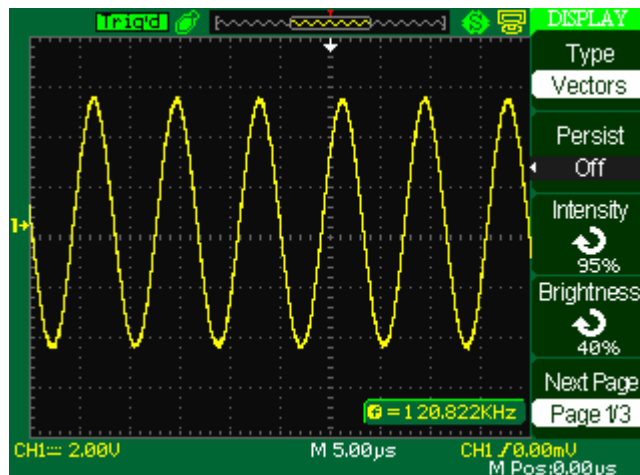 Trig'd
DISPLAY
Type
Vectors
Persist
Off
Intensity
95%
Brightness
40%
Next Page
Page 1/3
1
f=120.822KHz
CH1 2.00V
M 5.00µs
CH1 0.00mV
M Pos:0.00µs